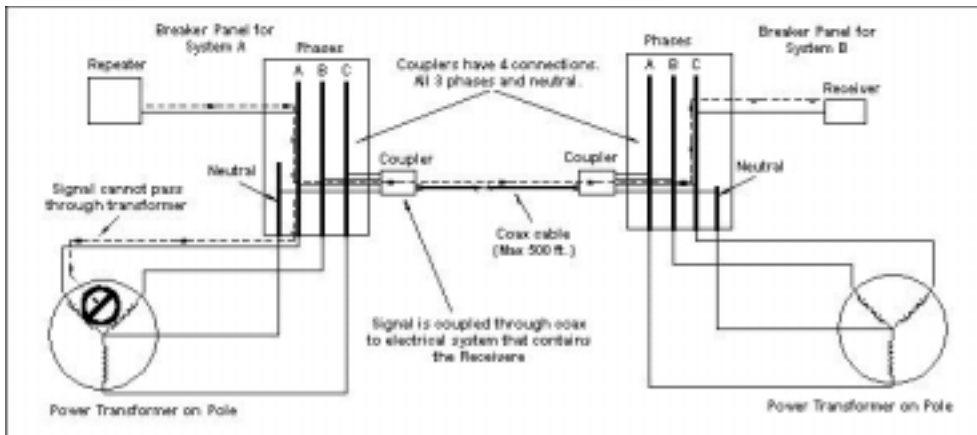 Breaker Panel for
System A
Phases
A B C
Repeater
Neutral
Signal cannot pass
through transformer
Power Transformer on Pole
Couplers have 4 connections.
All 3 phases and neutral.
Coupler
Coupler
Coax cable
(Max 500 ft.)
Signal is coupled through coax
to electrical system that contains
the Receivers
Phases
A B C
Breaker Panel for
System B
Receiver
Neutral
Power Transformer on Pole